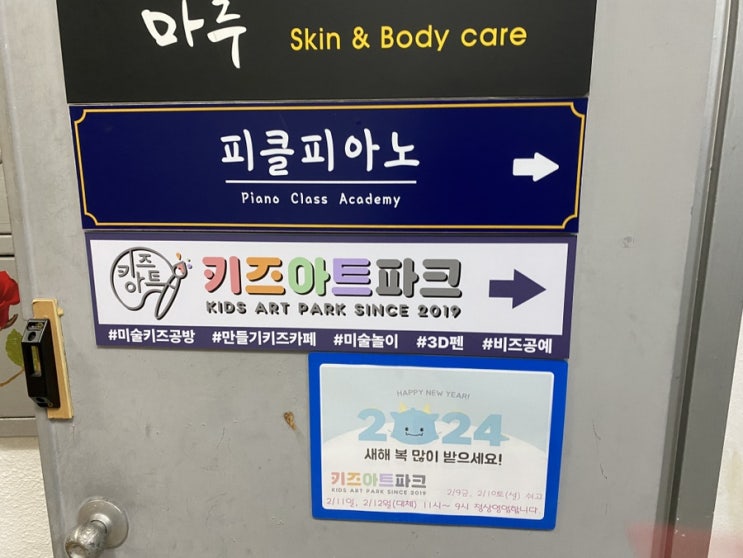 마루 Skin & Body care
피클피아노
Piano Class Academy
키즈
아트
키즈아트파크
KIDS ART PARK SINCE 2019
#미술키즈공방 #만들기키즈카페 #미술놀이 #3D펜 #비즈공예
HAPPY NEW YEAR!
2024
새해 복 많이 받으세요!
키즈아트파크
KIDS ART PARK SINCE 2019
2/9금, 2/10토(설) 쉬고
2/11일, 2/12월(대체) 11시~9시 정상영업합니다.